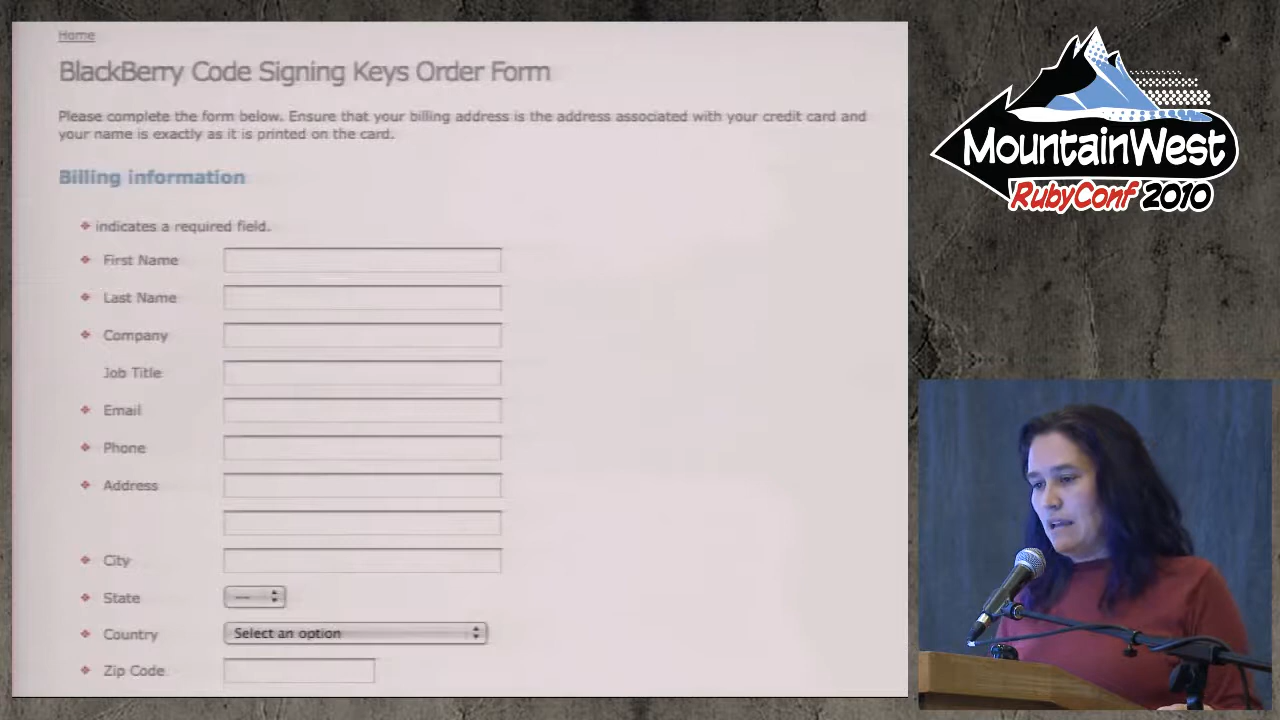 Home
BlackBerry Code Signing Keys Order Form
Please complete the form below. Ensure that your billing address is the address associated with your credit card and
your name is exactly as it is printed on the card.
Billing information
indicates a required field.
First Name
Last Name
Company
Job Title
Email
Phone
Address
City
State
---
Country
Select an option
Zip Code
MountainWest
RubyConf 2010